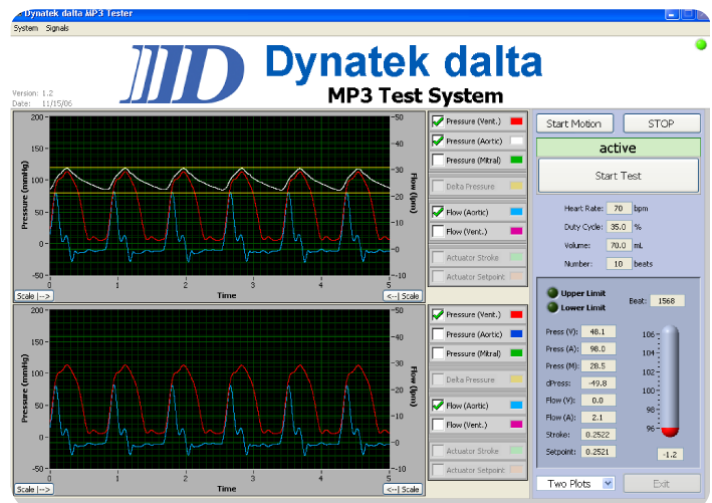 Dynatek dalta MP3 Tester
System Signals
Dynatek dalta
MP3 Test System
Version: 1.2
Date: 11/15/06
200
150
100
50
0
-50
Pressure (mmHg)
50
40
30
20
10
0
-10
Flow (lpm)
0 1 2 3 4 5
Scale |--> Time <--| Scale
Pressure (Vent.)
Pressure (Aortic)
Pressure (Mitral)
Delta Pressure
Flow (Aortic)
Flow (Vent.)
Actuator Stroke
Actuator Setpoint
200
150
100
50
0
-50
Pressure (mmHg)
50
40
30
20
10
0
-10
Flow (lpm)
0 1 2 3 4 5
Scale |--> Time <--| Scale
Pressure (Vent.)
Pressure (Aortic)
Pressure (Mitral)
Delta Pressure
Flow (Aortic)
Flow (Vent.)
Actuator Stroke
Actuator Setpoint
Start Motion STOP
active
Start Test
Heart Rate: 70 bpm
Duty Cycle: 35.0 %
Volume: 70.0 mL
Number: 10 beats
Upper Limit
Lower Limit
Beat: 1568
Press (V): 48.1
Press (A): 98.0
Press (M): 28.5
dPress: -49.8
Flow (V): 0.0
Flow (A): 2.1
Stroke: 0.2522
Setpoint: 0.2521
106
104
102
100
98
96
-1.2
Two Plots Exit